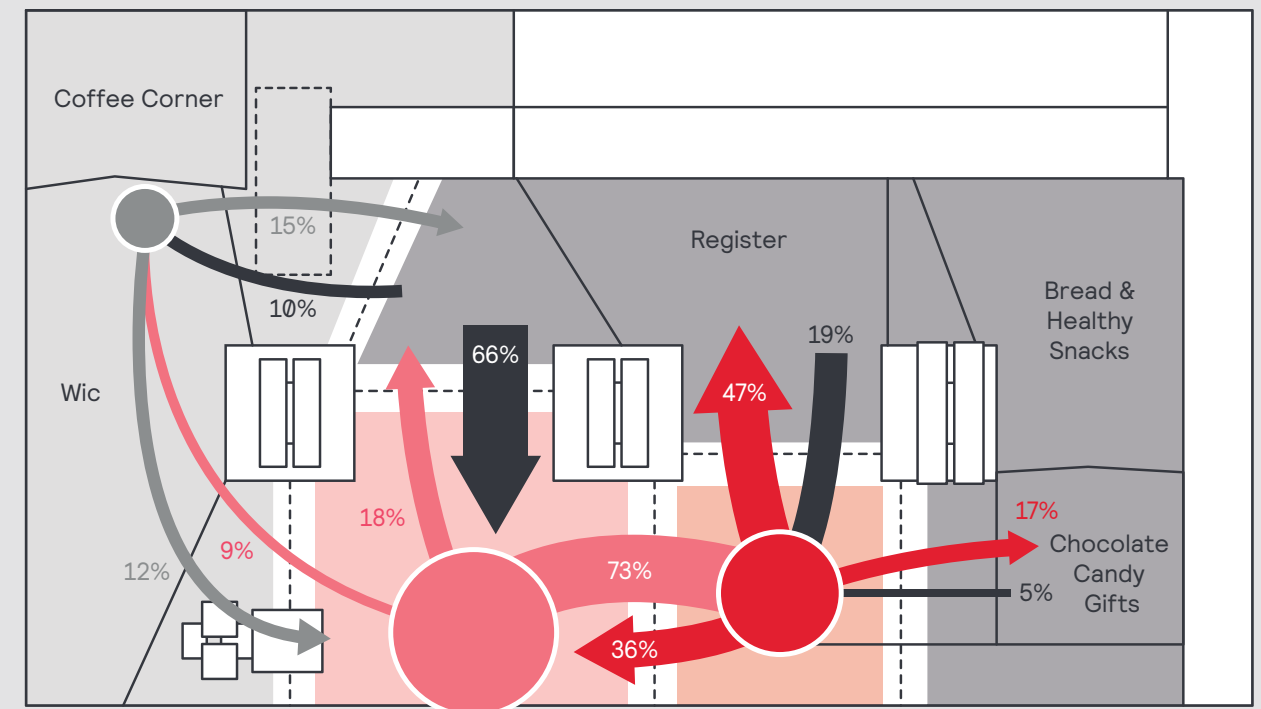 Coffee Corner
15%
Register
10%
Bread &
Healthy
Snacks
66%
19%
Wic
47%
18%
17%
9%
12%
73%
Chocolate
Candy
Gifts
5%
36%